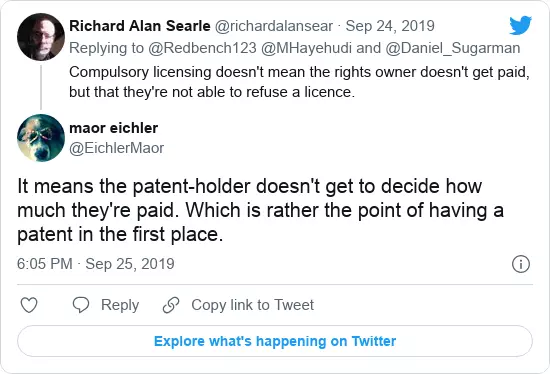 Richard Alan Searle @richardalansear · Sep 24, 2019
Replying to @Redbench123 @MHayehudi and @Daniel_Sugarman
Compulsory licensing doesn't mean the rights owner doesn't get paid,
but that they're not able to refuse a licence.
maor eichler
@EichlerMaor
It means the patent-holder doesn't get to decide how
much they're paid. Which is rather the point of having a
patent in the first place.
6:05 PM · Sep 25, 2019
Reply
Copy link to Tweet
Explore what's happening on Twitter